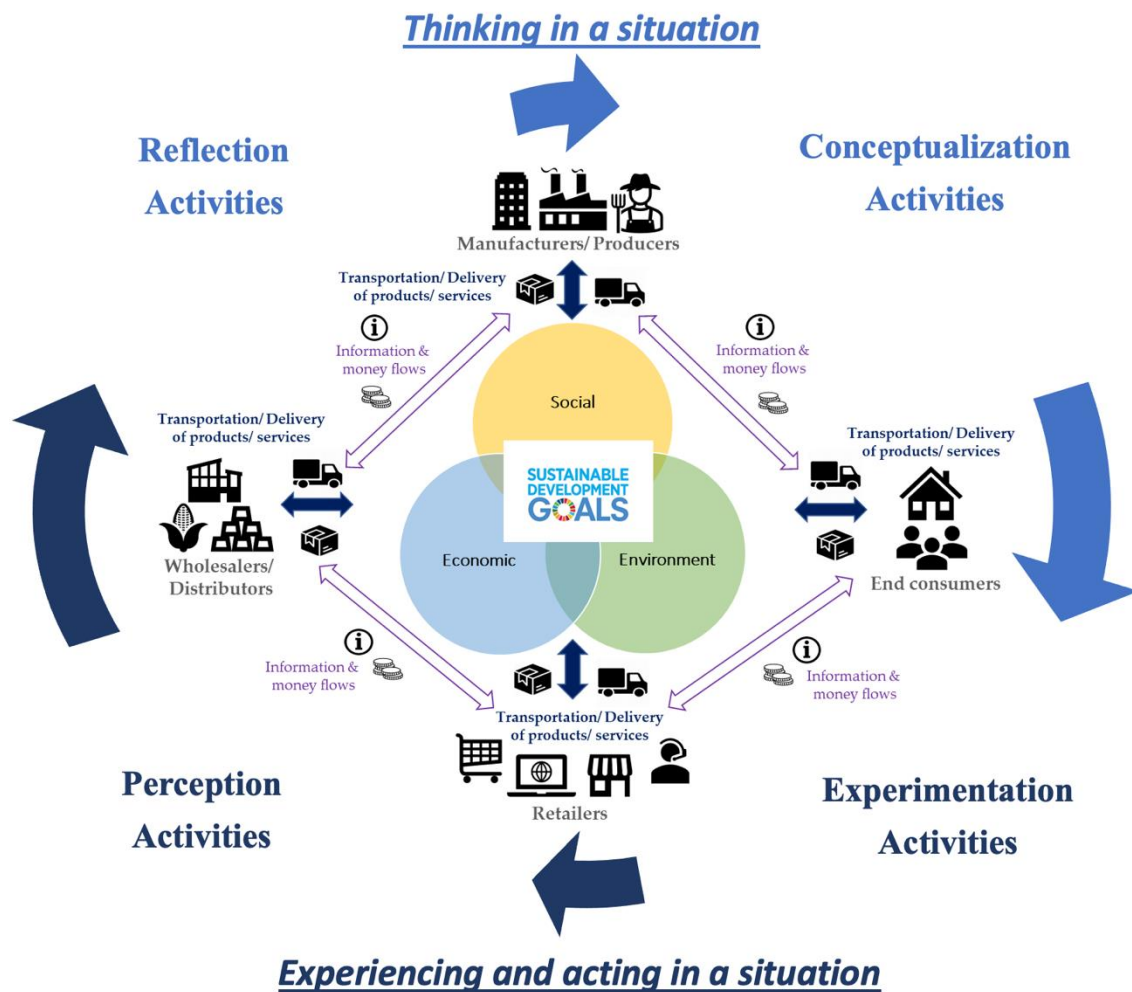 Thinking in a situation
Reflection
Activities
Conceptualization
Activities
Manufacturers/ Producers
Transportation/ Delivery
of products/ services
i
Information &
money flows
i
Information &
money flows
Social
Transportation/ Delivery
of products/ services
Transportation/ Delivery
of products/ services
SUSTAINABLE
DEVELOPMENT
GOALS
Economic
Environment
Wholesalers/
Distributors
End consumers
i
Information &
money flows
i
Information &
money flows
Transportation/ Delivery
of products/ services
Retailers
Perception
Activities
Experimentation
Activities
Experiencing and acting in a situation